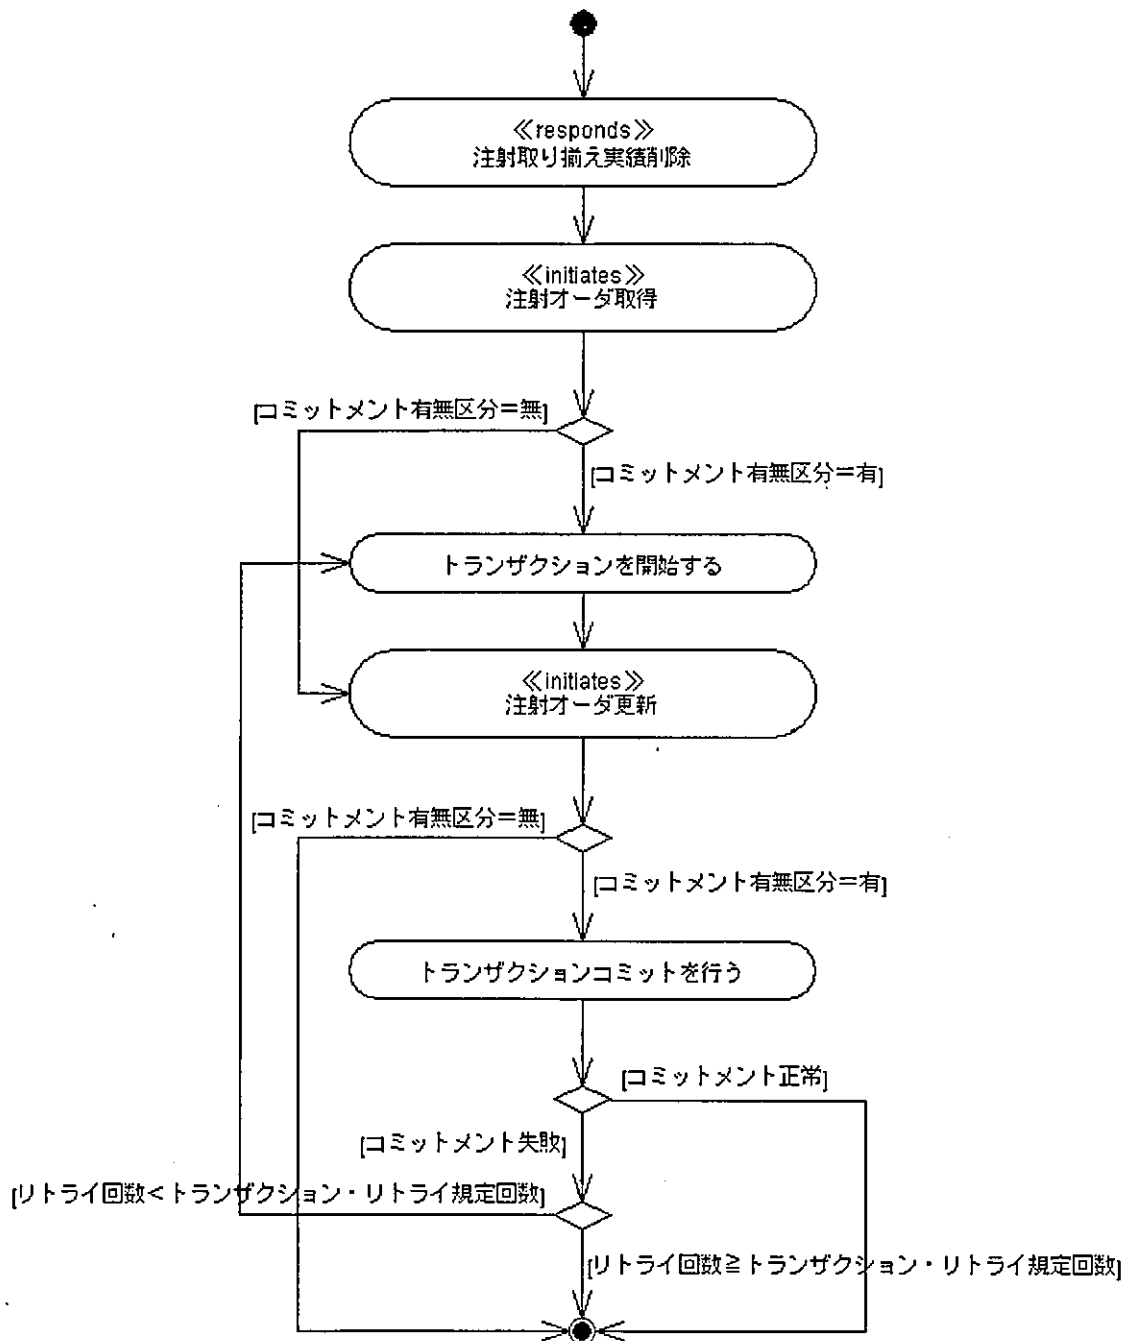 ≪responds≫
注射取り揃え実績削除
≪initiates≫
注射オーダ取得
[コミットメント有無区分＝無]
[コミットメント有無区分＝有]
トランザクションを開始する
≪initiates≫
注射オーダ更新
[コミットメント有無区分＝無]
[コミットメント有無区分＝有]
トランザクションコミットを行う
[コミットメント正常]
[コミットメント失敗]
[リトライ回数＜トランザクション・リトライ規定回数]
[リトライ回数≧トランザクション・リトライ規定回数]